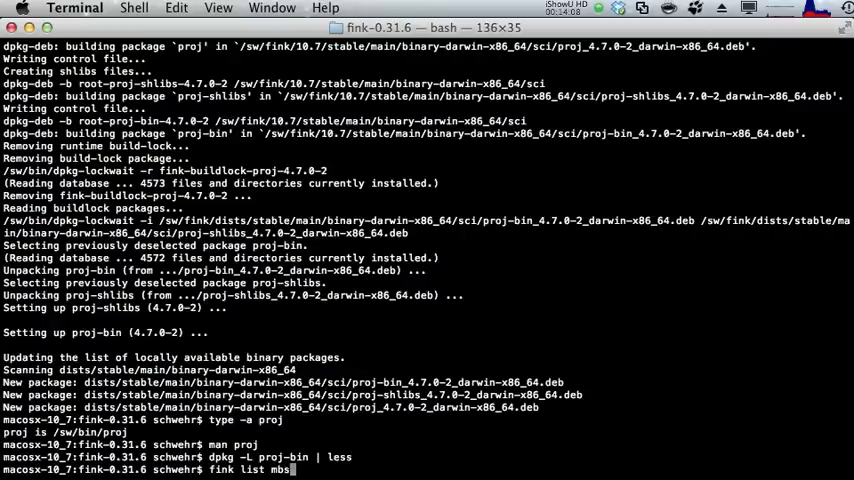 Terminal Shell Edit View Window Help
iShowU HD
00:14:08
fink-0.31.6 — bash — 136×35
dpkg-deb: building package `proj' in `/sw/fink/10.7/stable/main/binary-darwin-x86_64/sci/proj_4.7.0-2_darwin-x86_64.deb'.
Writing control file...
Creating shlibs files...
dpkg-deb -b root-proj-shlibs-4.7.0-2 /sw/fink/10.7/stable/main/binary-darwin-x86_64/sci
dpkg-deb: building package `proj-shlibs' in `/sw/fink/10.7/stable/main/binary-darwin-x86_64/sci/proj-shlibs_4.7.0-2_darwin-x86_64.deb'.
Writing control file...
dpkg-deb -b root-proj-bin-4.7.0-2 /sw/fink/10.7/stable/main/binary-darwin-x86_64/sci
dpkg-deb: building package `proj-bin' in `/sw/fink/10.7/stable/main/binary-darwin-x86_64/sci/proj-bin_4.7.0-2_darwin-x86_64.deb'.
Removing runtime build-lock...
Removing build-lock package...
/sw/bin/dpkg-lockwait -r fink-buildlock-proj-4.7.0-2
(Reading database ... 4573 files and directories currently installed.)
Removing fink-buildlock-proj-4.7.0-2 ...
Reading buildlock packages...
/sw/bin/dpkg-lockwait -i /sw/fink/dists/stable/main/binary-darwin-x86_64/sci/proj-bin_4.7.0-2_darwin-x86_64.deb /sw/fink/dists/stable/ma
in/binary-darwin-x86_64/sci/proj-shlibs_4.7.0-2_darwin-x86_64.deb
Selecting previously deselected package proj-bin.
(Reading database ... 4572 files and directories currently installed.)
Unpacking proj-bin (from .../proj-bin_4.7.0-2_darwin-x86_64.deb) ...
Selecting previously deselected package proj-shlibs.
Unpacking proj-shlibs (from .../proj-shlibs_4.7.0-2_darwin-x86_64.deb) ...
Setting up proj-shlibs (4.7.0-2) ...
Setting up proj-bin (4.7.0-2) ...
Updating the list of locally available binary packages.
Scanning dists/stable/main/binary-darwin-x86_64
New package: dists/stable/main/binary-darwin-x86_64/sci/proj-bin_4.7.0-2_darwin-x86_64.deb
New package: dists/stable/main/binary-darwin-x86_64/sci/proj-shlibs_4.7.0-2_darwin-x86_64.deb
New package: dists/stable/main/binary-darwin-x86_64/sci/proj_4.7.0-2_darwin-x86_64.deb
macosx-10_7:fink-0.31.6 schwehr$ type -a proj
proj is /sw/bin/proj
macosx-10_7:fink-0.31.6 schwehr$ man proj
macosx-10_7:fink-0.31.6 schwehr$ dpkg -L proj-bin | less
macosx-10_7:fink-0.31.6 schwehr$ fink list mbs